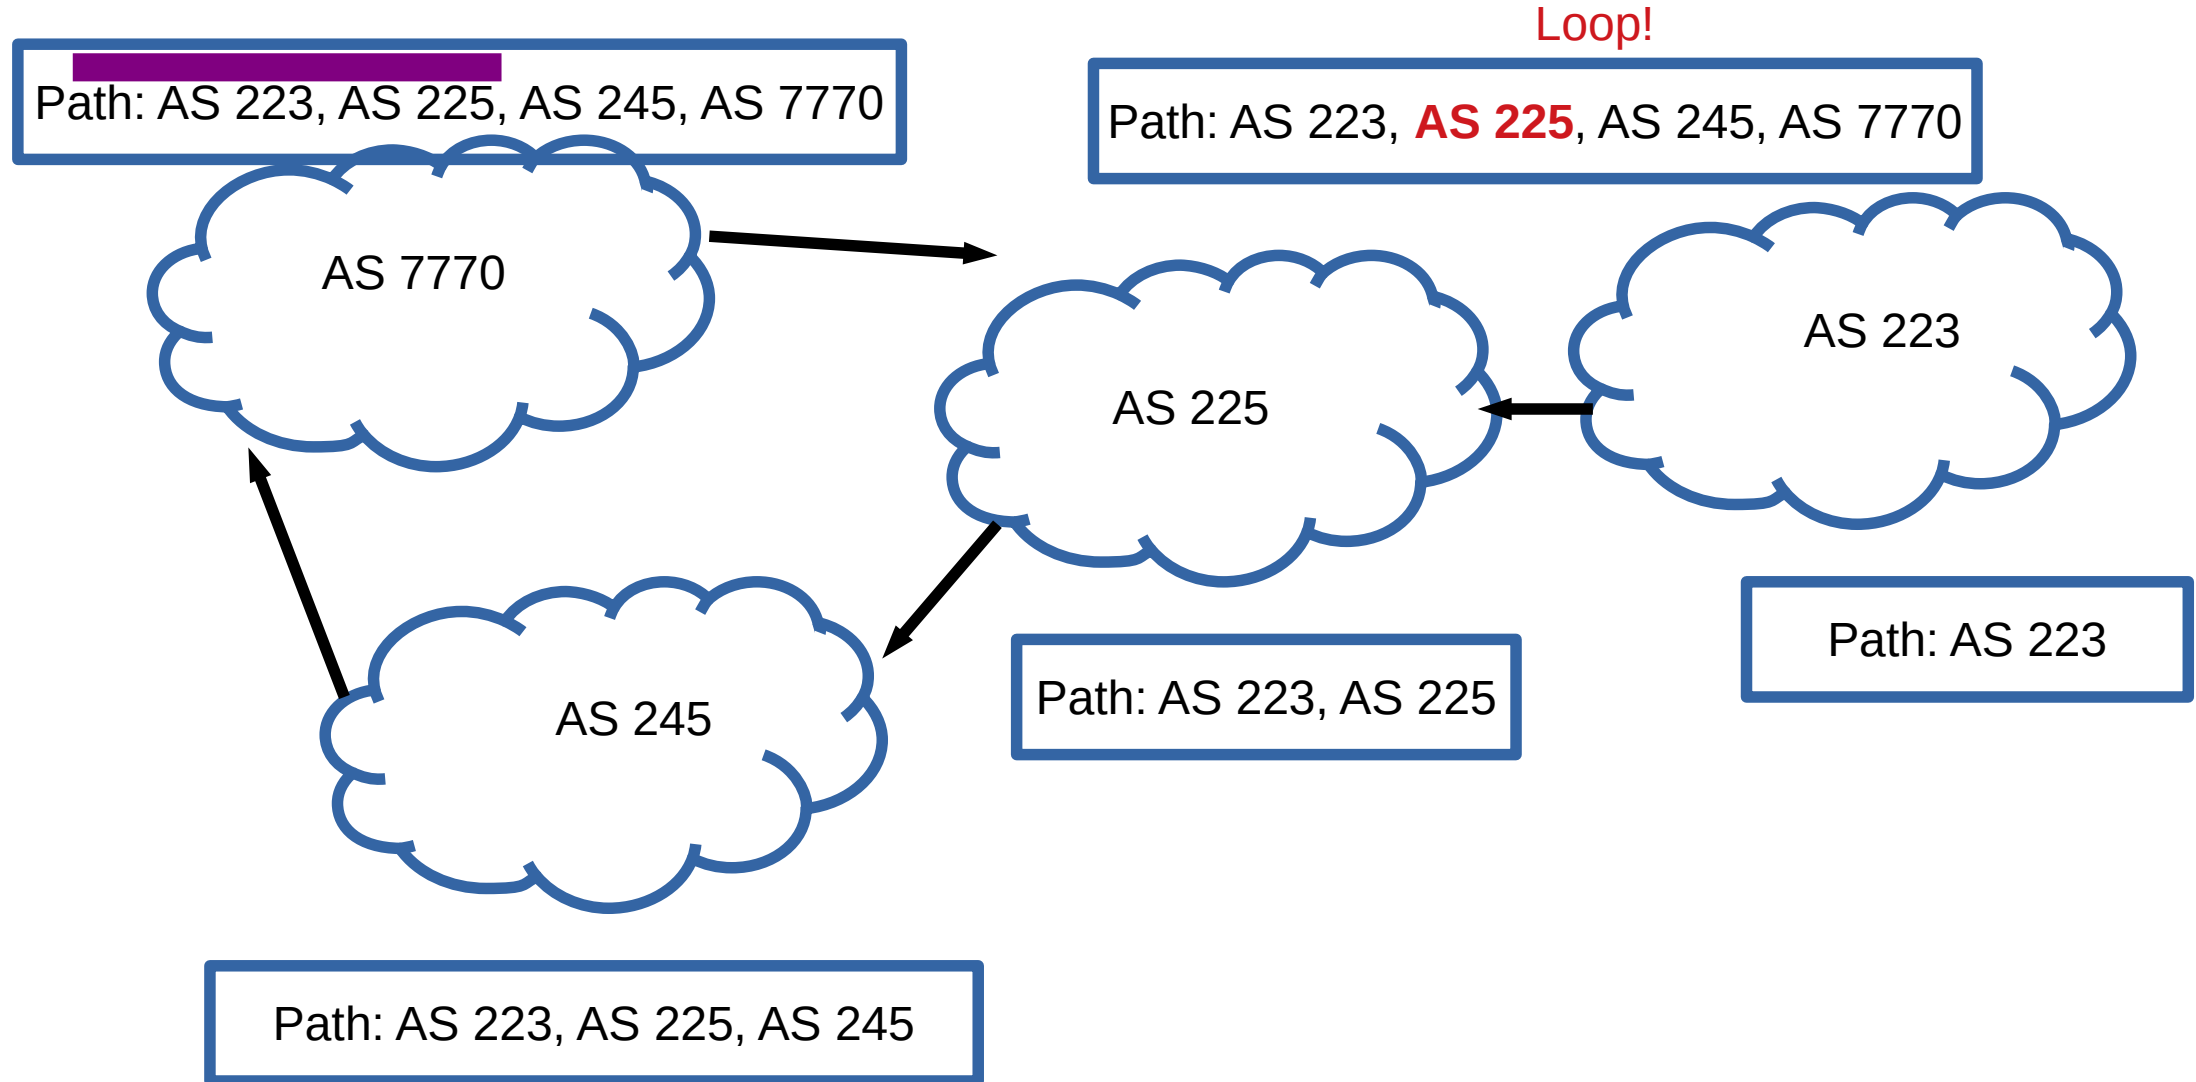 Loop!
Path: AS 223, AS 225, AS 245, AS 7770
Path: AS 223, AS 225, AS 245, AS 7770
AS 7770
AS 223
AS 225
Path: AS 223
Path: AS 223, AS 225
AS 245
Path: AS 223, AS 225, AS 245